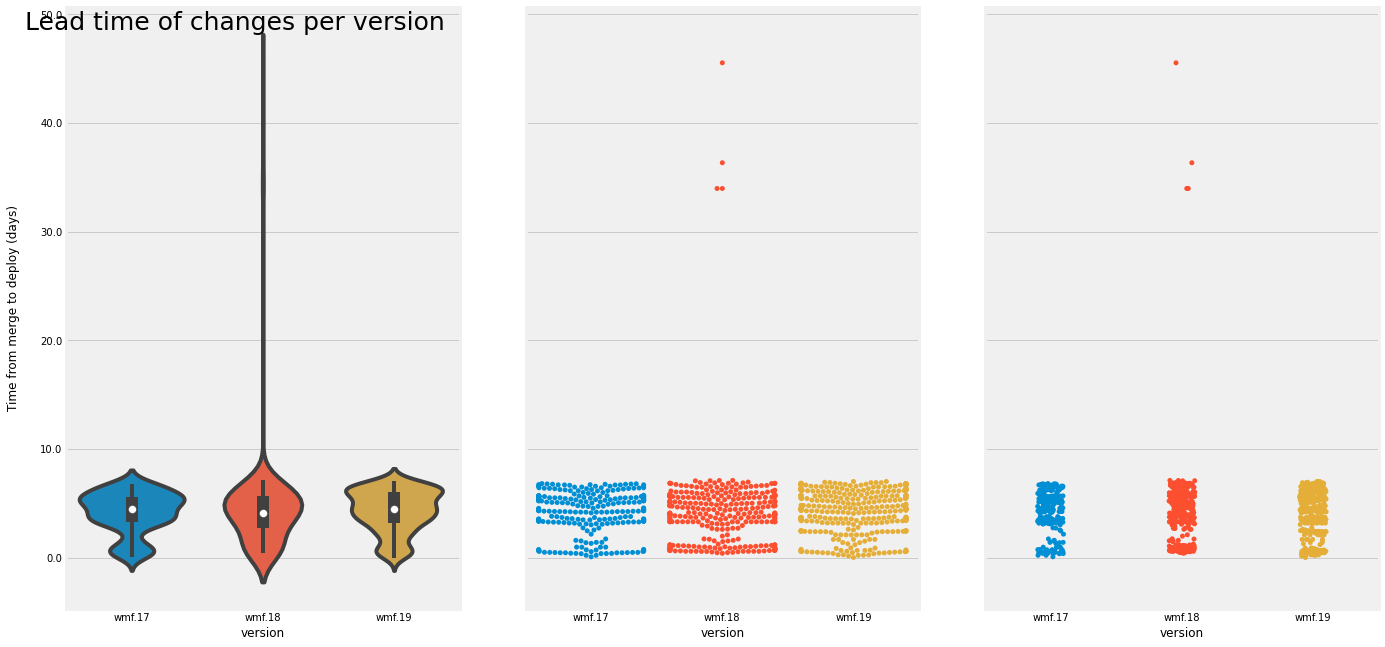 Lead time of changes per version
50.0
40.0
30.0
20.0
10.0
0.0
Time from merge to deploy (days)
wmf.17 wmf.18 wmf.19
version
wmf.17 wmf.18 wmf.19
version
wmf.17 wmf.18 wmf.19
version